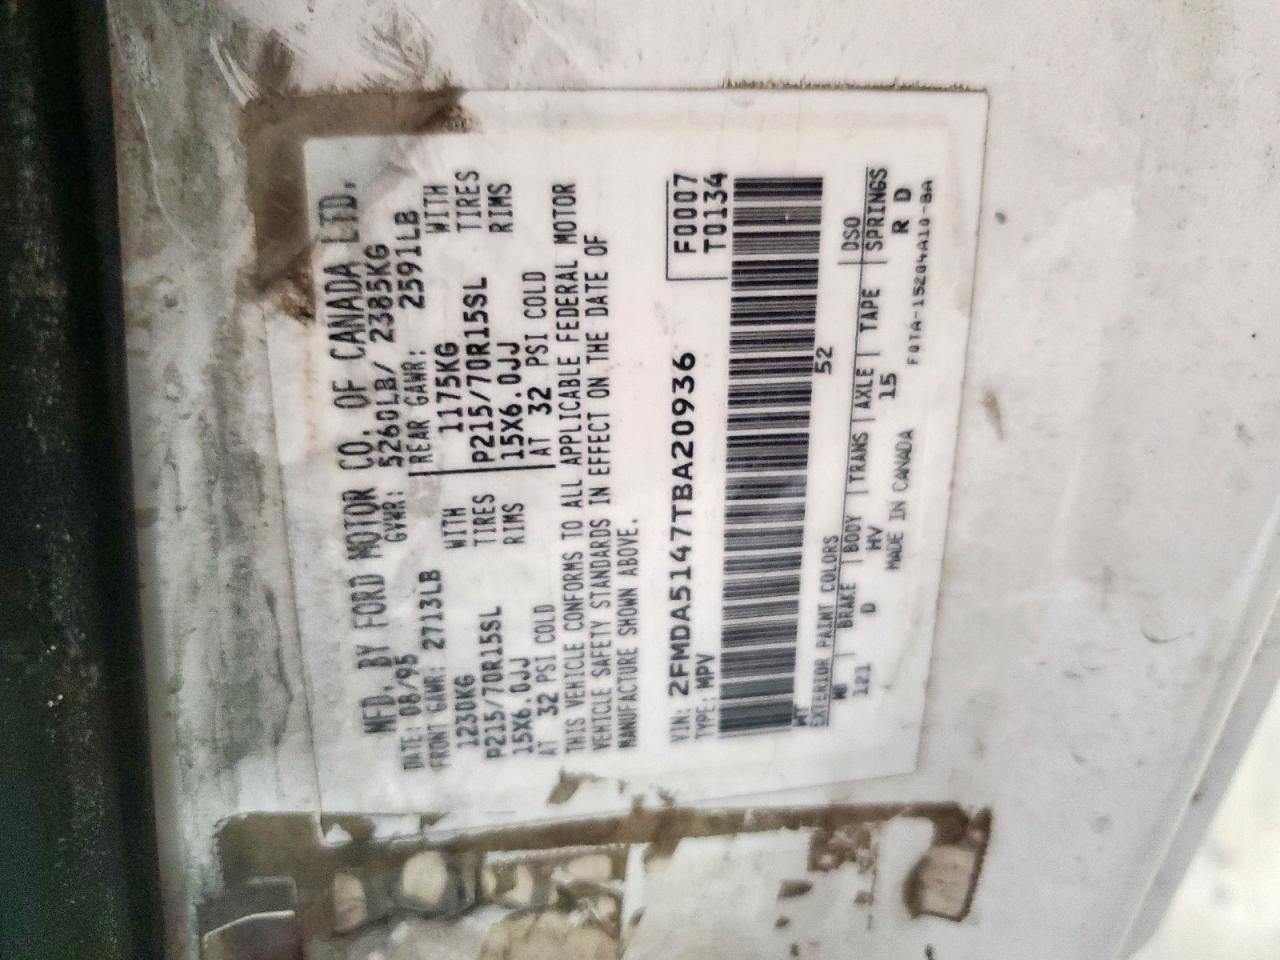 MFD. BY FORD MOTOR CO. OF CANADA LTD.
DATE: 08/95 GVWR: 5260LB/ 2385KG
FRONT GAWR: 2713LB REAR GAWR: 2591LB
1230KG WITH 1175KG WITH
P215/70R15SL TIRES P215/70R15SL TIRES
15X6.0JJ RIMS 15X6.0JJ RIMS
AT 32 PSI COLD AT 32 PSI COLD
THIS VEHICLE CONFORMS TO ALL APPLICABLE FEDERAL MOTOR
VEHICLE SAFETY STANDARDS IN EFFECT ON THE DATE OF
MANUFACTURE SHOWN ABOVE.
VIN: 2FMDA5147TBA20936 F0007
TYPE: MPV T0134
WT 52
EXTERIOR PAINT COLORS DSO
WB BRAKE BODY TRANS AXLE TAPE SPRINGS
121 D HV 15 R D
MADE IN CANADA F0TA-15204A10-BA